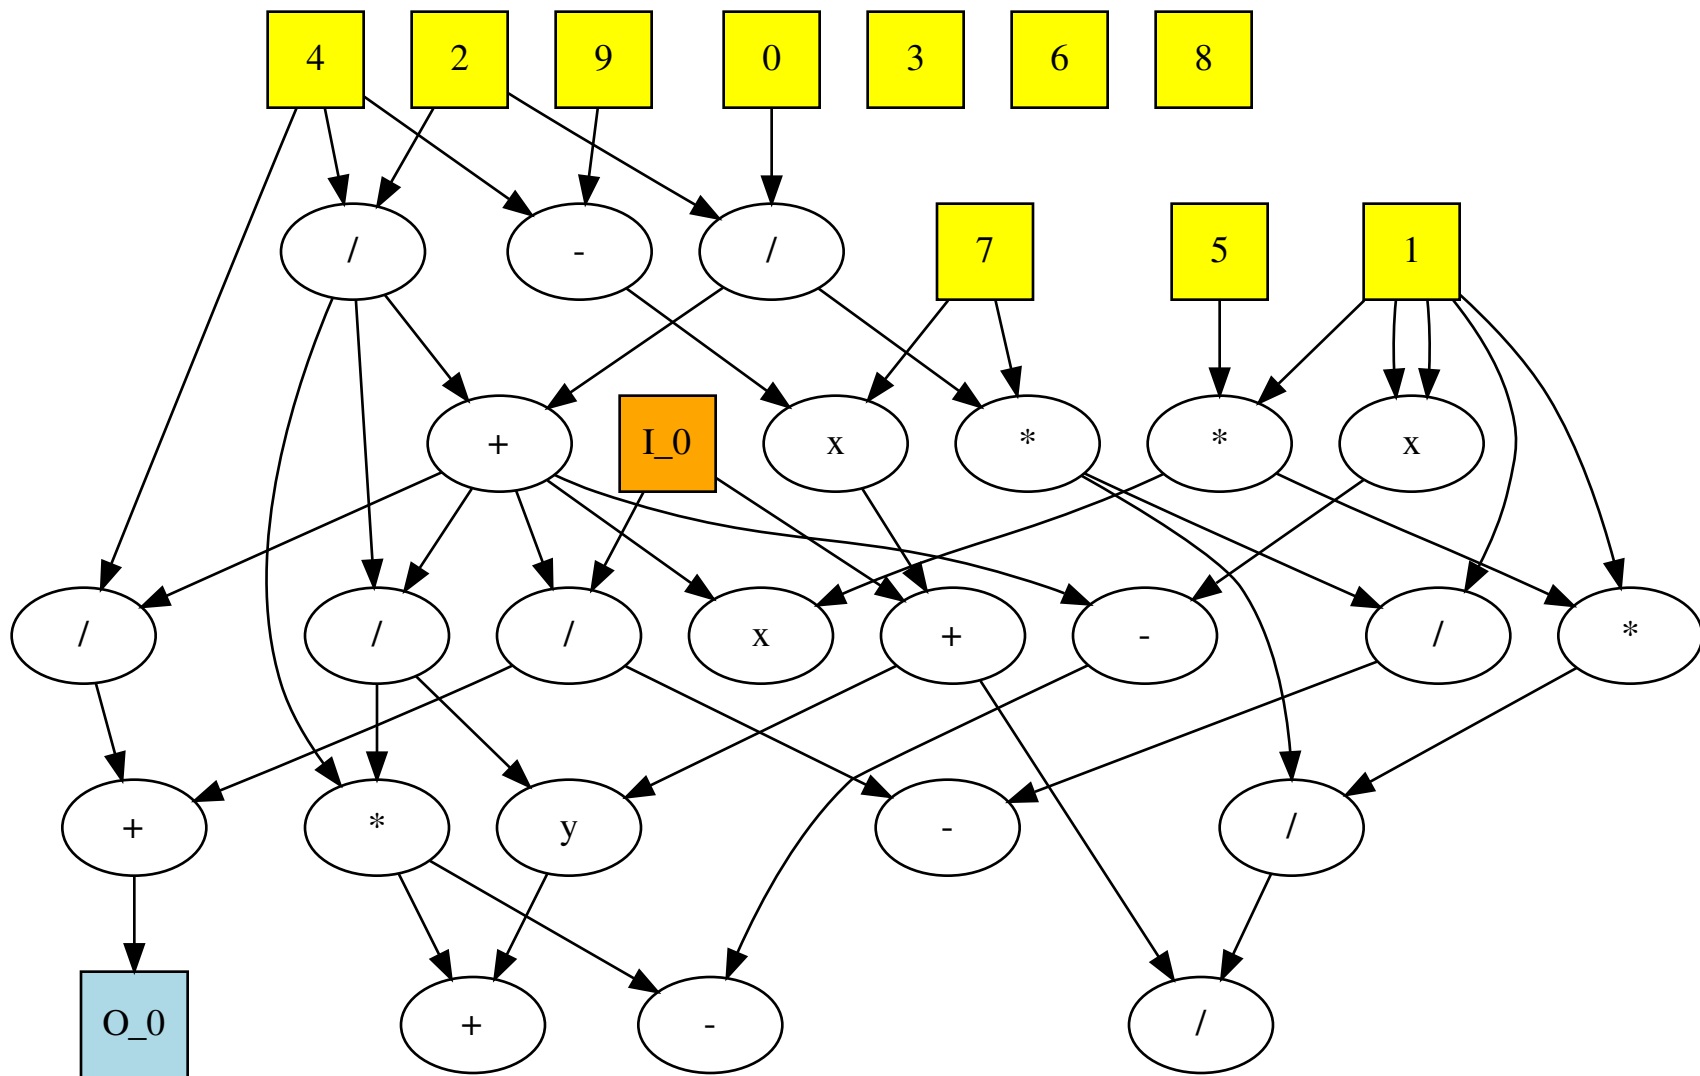 4 2 9 0 3 6 8
/ - / 7 5 1
+ I_0 x * * x
/ / / x + - / *
+ * y - /
O_0 + - /